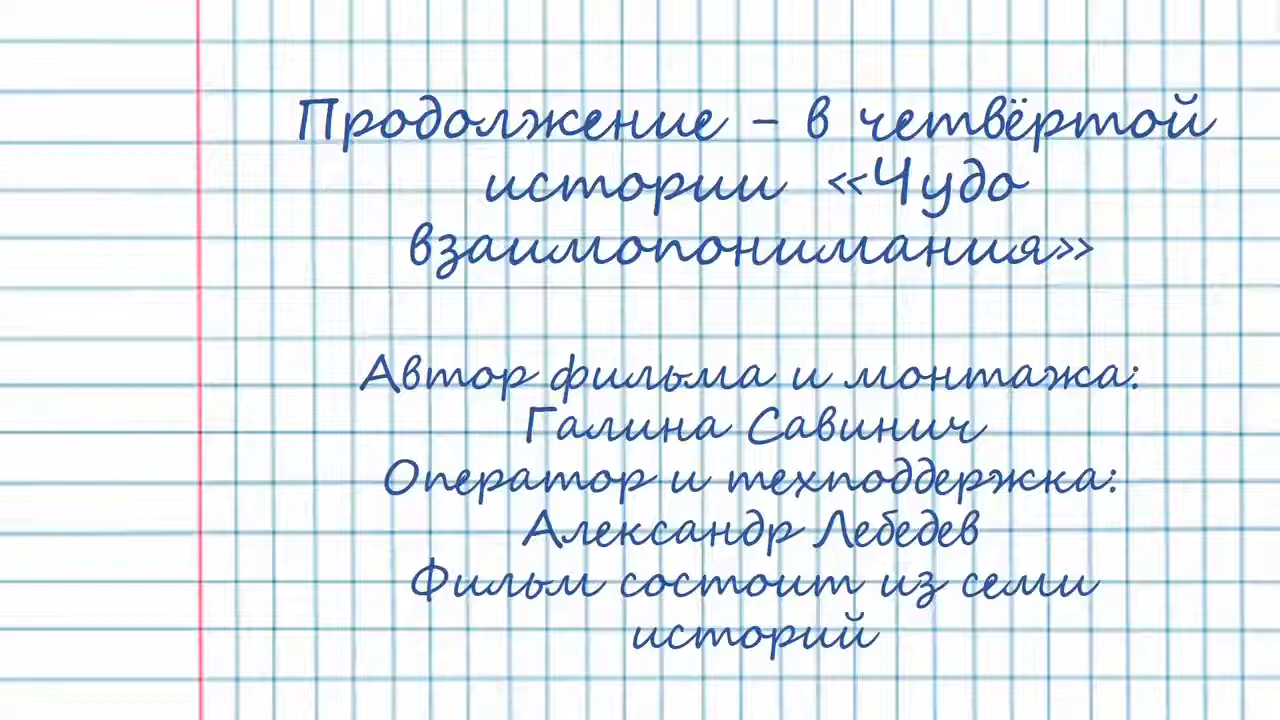 Продолжение - в четвёртой
истории «Чудо
взаимопонимания»
Автор фильма и монтажа:
Галина Савинич
Оператор и техподдержка:
Александр Лебедев
Фильм состоит из семи
историй